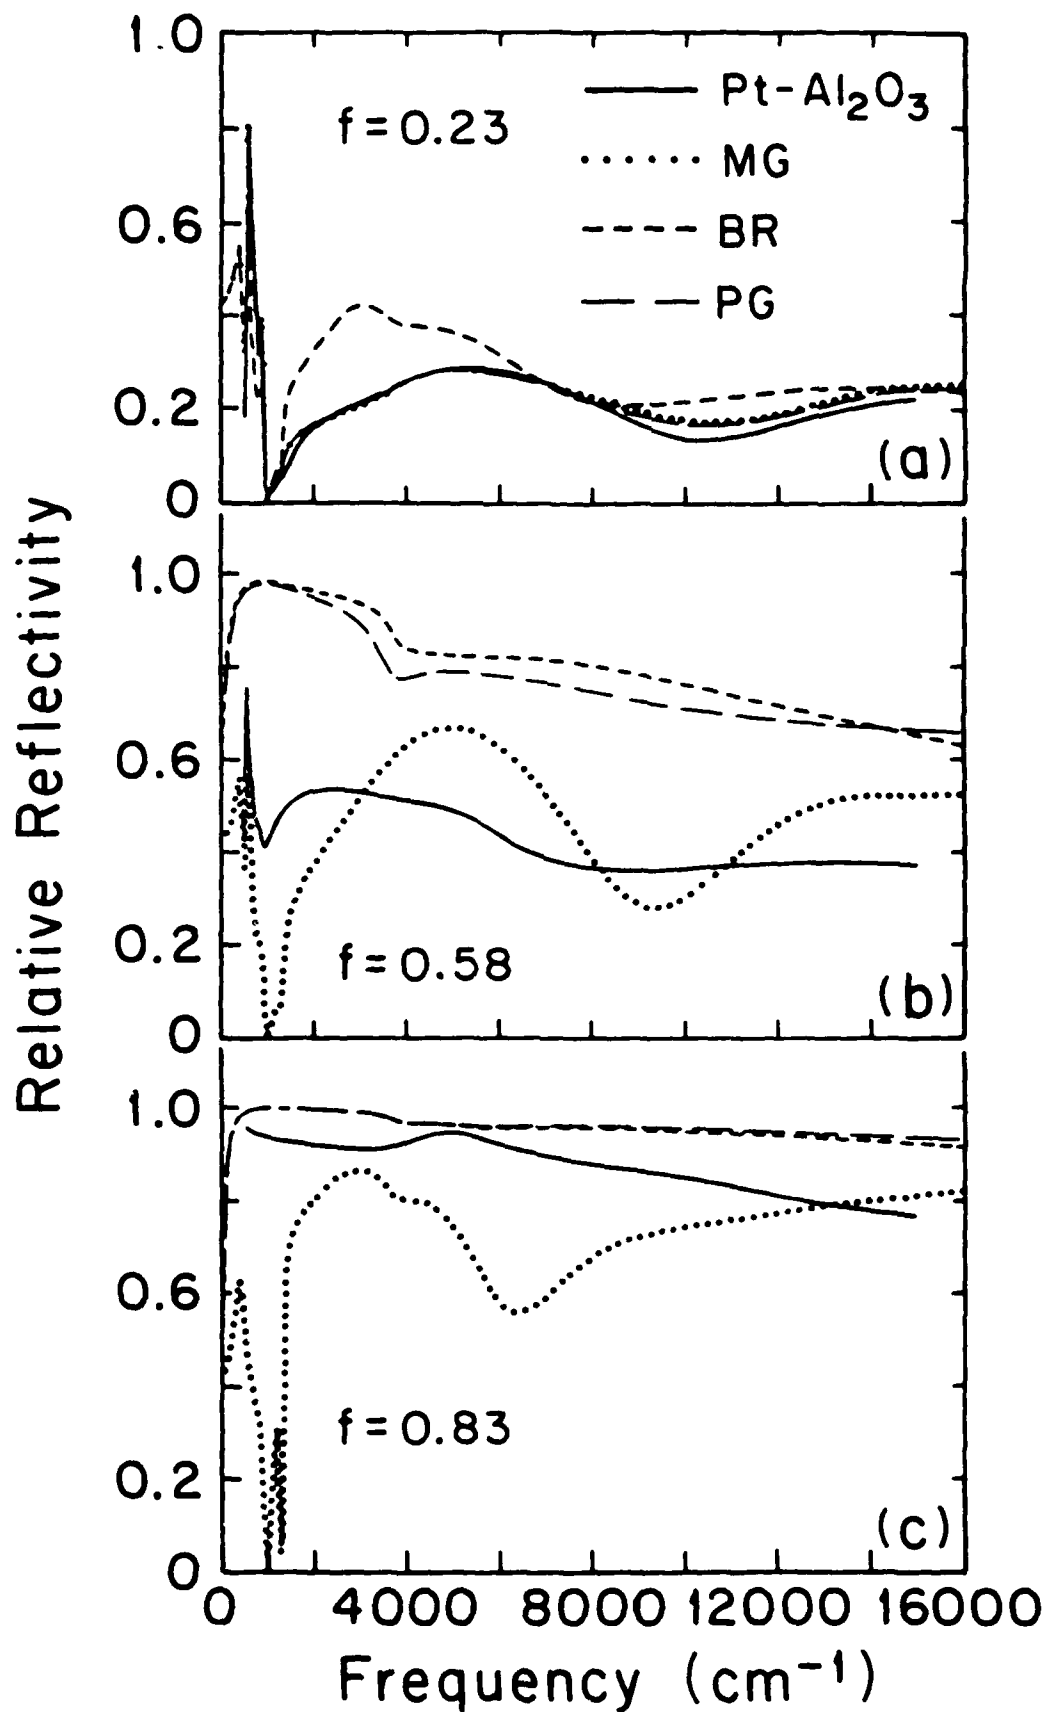 1.0
f=0.23
Pt-Al₂O₃
MG
BR
PG
0.6
0.2
(a)
0
1.0
0.6
0.2
f=0.58
(b)
0
1.0
0.6
f=0.83
0.2
(c)
0
0 4000 8000 12000 16000
Frequency (cm⁻¹)
Relative Reflectivity